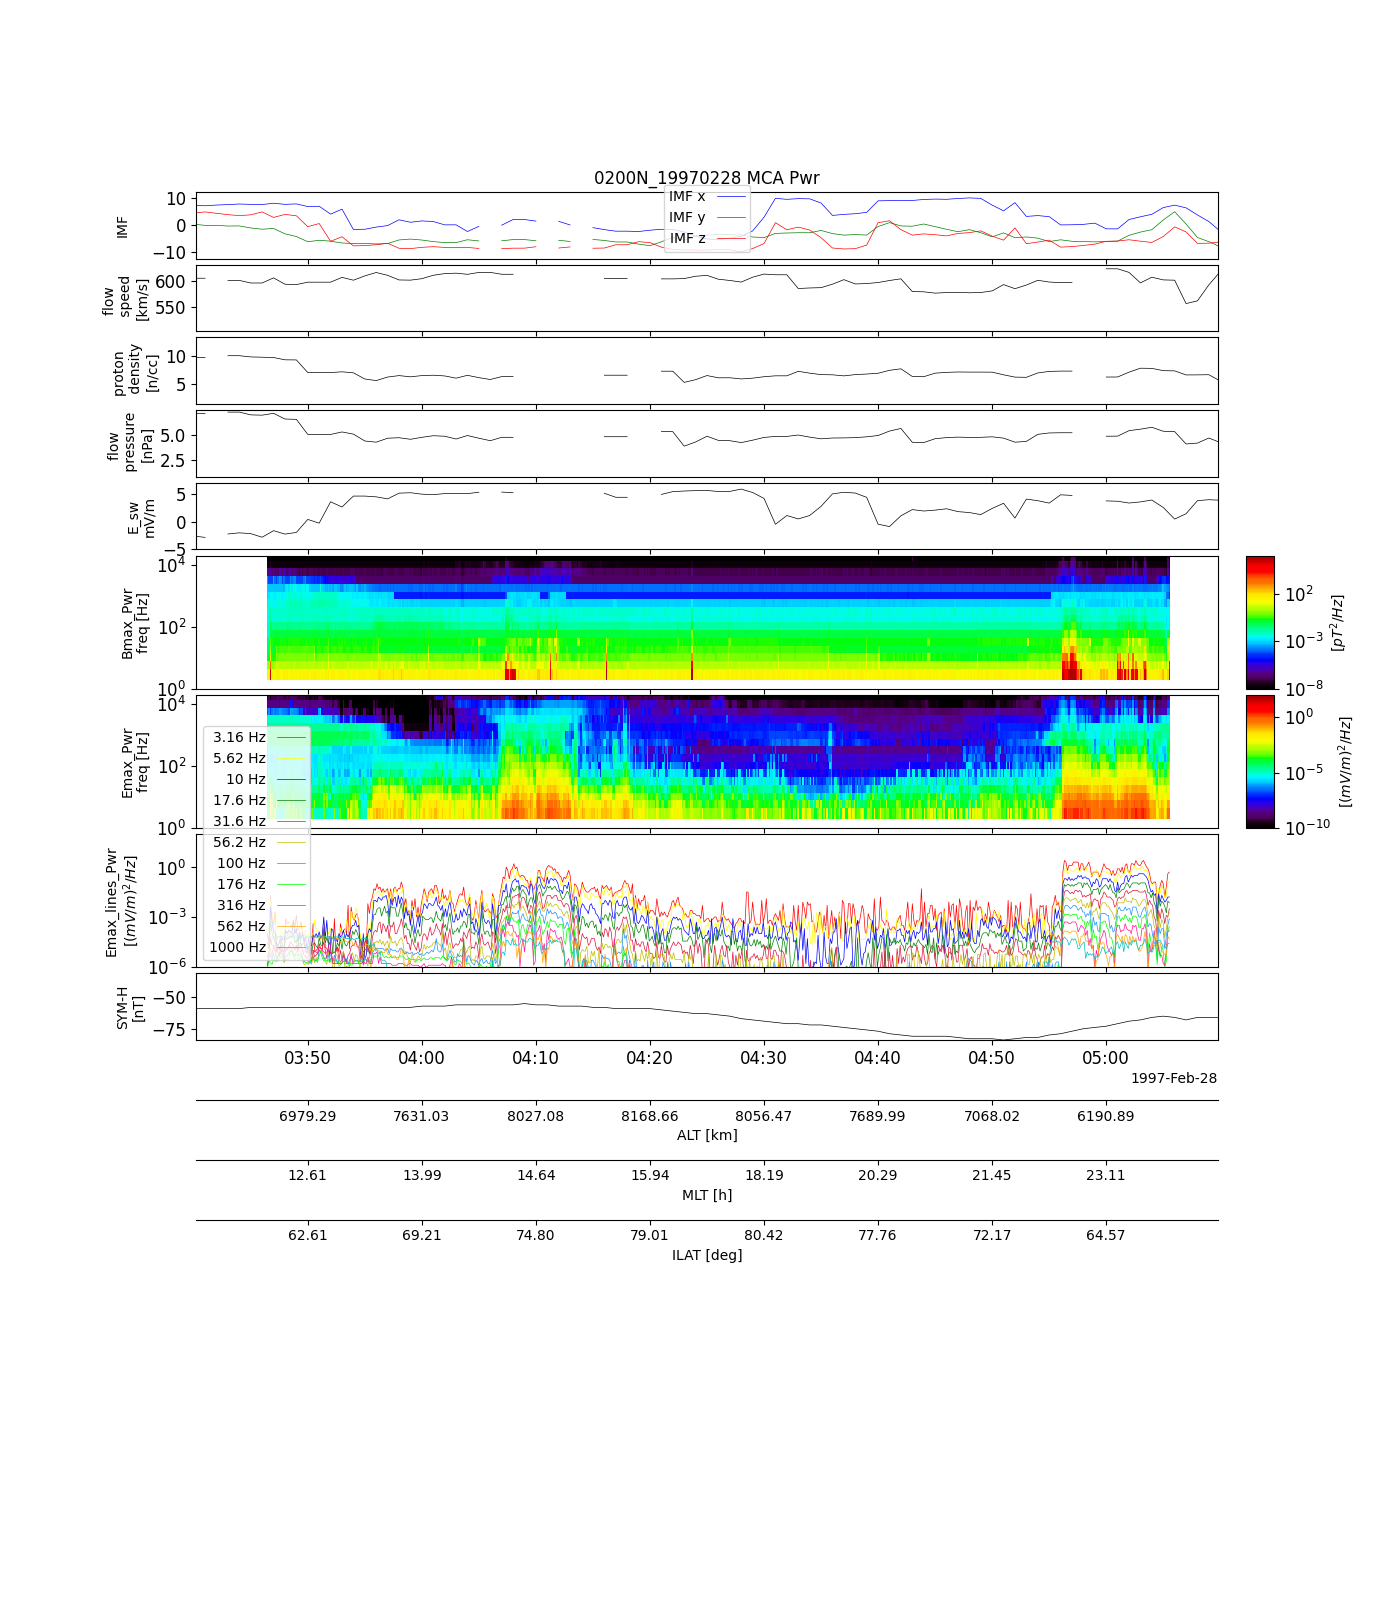 0200N_19970228 MCA Pwr
IMF
10
0
−10
IMF x
IMF y
IMF z
flow
speed
[km/s]
600
550
proton
density
[n/cc]
10
5
flow
pressure
[nPa]
5.0
2.5
E_sw
mV/m
5
0
−5
Bmax_Pwr
freq [Hz]
10^4
10^2
10^0
10^2
10^−3
10^−8
[pT^2/Hz]
Emax_Pwr
freq [Hz]
10^4
10^2
10^0
10^0
10^−5
10^−10
[(mV/m)^2/Hz]
3.16 Hz
5.62 Hz
10 Hz
17.6 Hz
31.6 Hz
56.2 Hz
100 Hz
176 Hz
316 Hz
562 Hz
1000 Hz
Emax_lines_Pwr
[(mV/m)^2/Hz]
10^0
10^−3
10^−6
SYM-H
[nT]
−50
−75
03:50 04:00 04:10 04:20 04:30 04:40 04:50 05:00
1997-Feb-28
6979.29 7631.03 8027.08 8168.66 8056.47 7689.99 7068.02 6190.89
ALT [km]
12.61 13.99 14.64 15.94 18.19 20.29 21.45 23.11
MLT [h]
62.61 69.21 74.80 79.01 80.42 77.76 72.17 64.57
ILAT [deg]